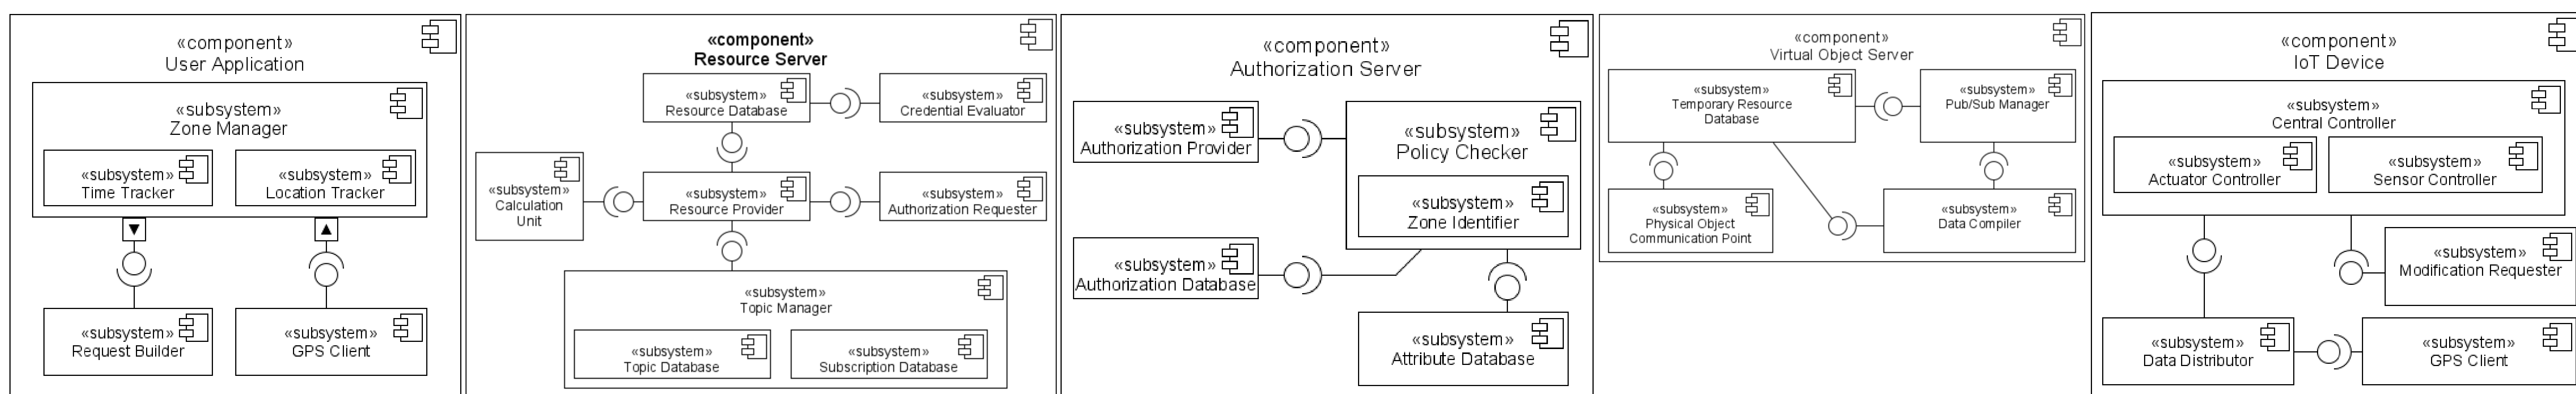 «component»
User Application
«subsystem»
Zone Manager
«subsystem»
Time Tracker
«subsystem»
Location Tracker
«subsystem»
Request Builder
«subsystem»
GPS Client
«component»
Resource Server
«subsystem»
Resource Database
«subsystem»
Credential Evaluator
«subsystem»
Calculation
Unit
«subsystem»
Resource Provider
«subsystem»
Authorization Requester
«subsystem»
Topic Manager
«subsystem»
Topic Database
«subsystem»
Subscription Database
«component»
Authorization Server
«subsystem»
Authorization Provider
«subsystem»
Policy Checker
«subsystem»
Zone Identifier
«subsystem»
Authorization Database
«subsystem»
Attribute Database
«component»
Virtual Object Server
«subsystem»
Temporary Resource
Database
«subsystem»
Pub/Sub Manager
«subsystem»
Physical Object
Communication Point
«subsystem»
Data Compiler
«component»
IoT Device
«subsystem»
Central Controller
«subsystem»
Actuator Controller
«subsystem»
Sensor Controller
«subsystem»
Modification Requester
«subsystem»
Data Distributor
«subsystem»
GPS Client